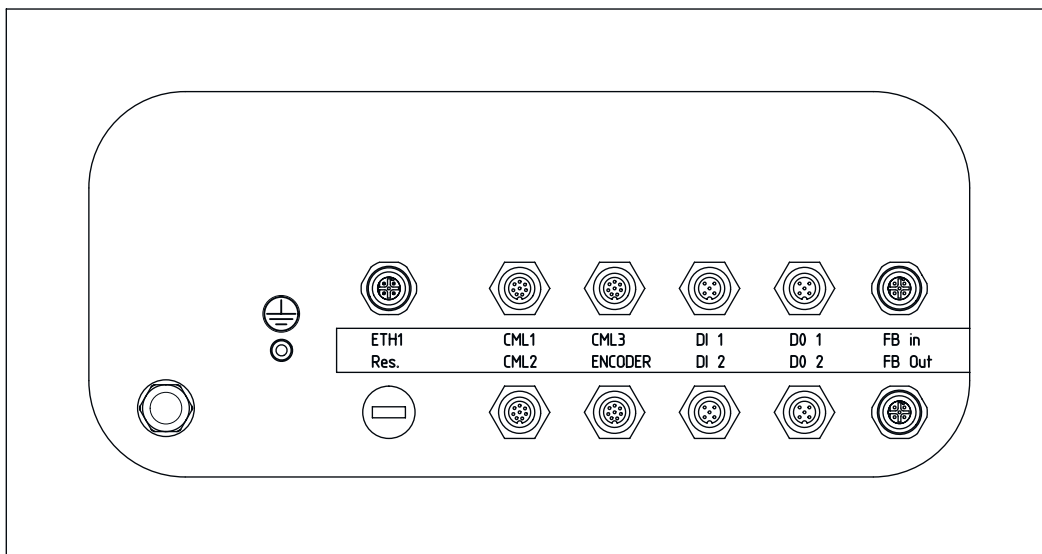 ETH1 CML1 CML3 DI 1 D0 1 FB in
Res. CML2 ENCODER DI 2 D0 2 FB Out